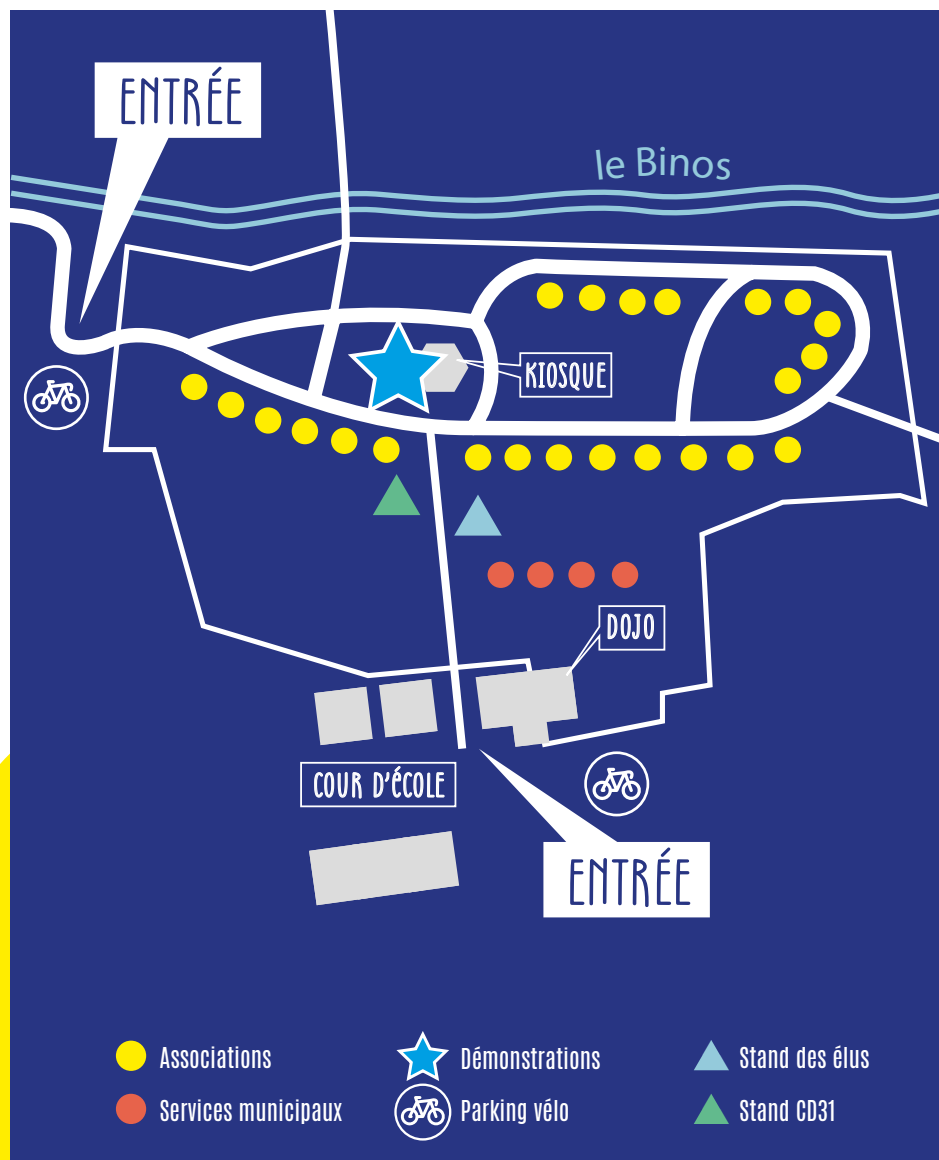 ENTRÉE
le Binos
KIOSQUE
DOJO
COUR D'ÉCOLE
ENTRÉE
Associations
Démonstrations
Stand des élus
Services municipaux
Parking vélo
Stand CD31